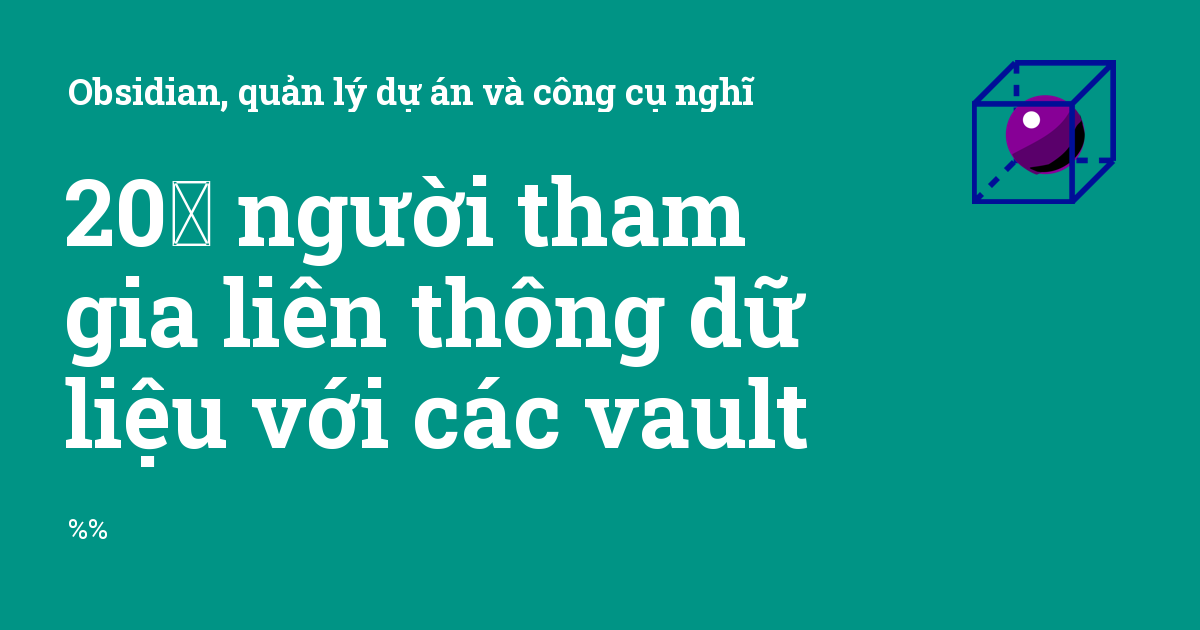 Obsidian, quản lý dự án và công cụ nghĩ
20 người tham
gia liên thông dữ
liệu với các vault
%%